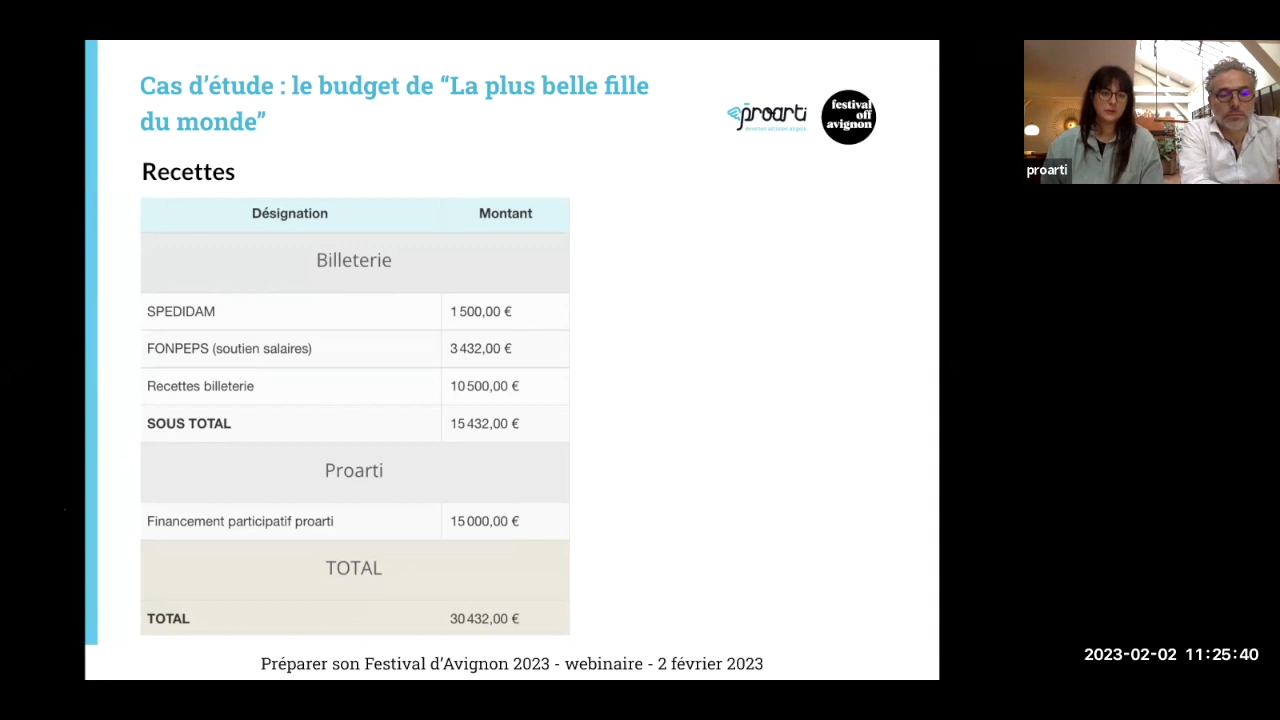 Cas d’étude : le budget de “La plus belle fille
du monde”
proarti
festival
off
avignon
proarti
Recettes
Désignation Montant
Billeterie
SPEDIDAM 1 500,00 €
FONPEPS (soutien salaires) 3 432,00 €
Recettes billeterie 10 500,00 €
SOUS TOTAL 15 432,00 €
Proarti
Financement participatif proarti 15 000,00 €
TOTAL
TOTAL 30 432,00 €
Préparer son Festival d’Avignon 2023 - webinaire - 2 février 2023
2023-02-02 11:25:40